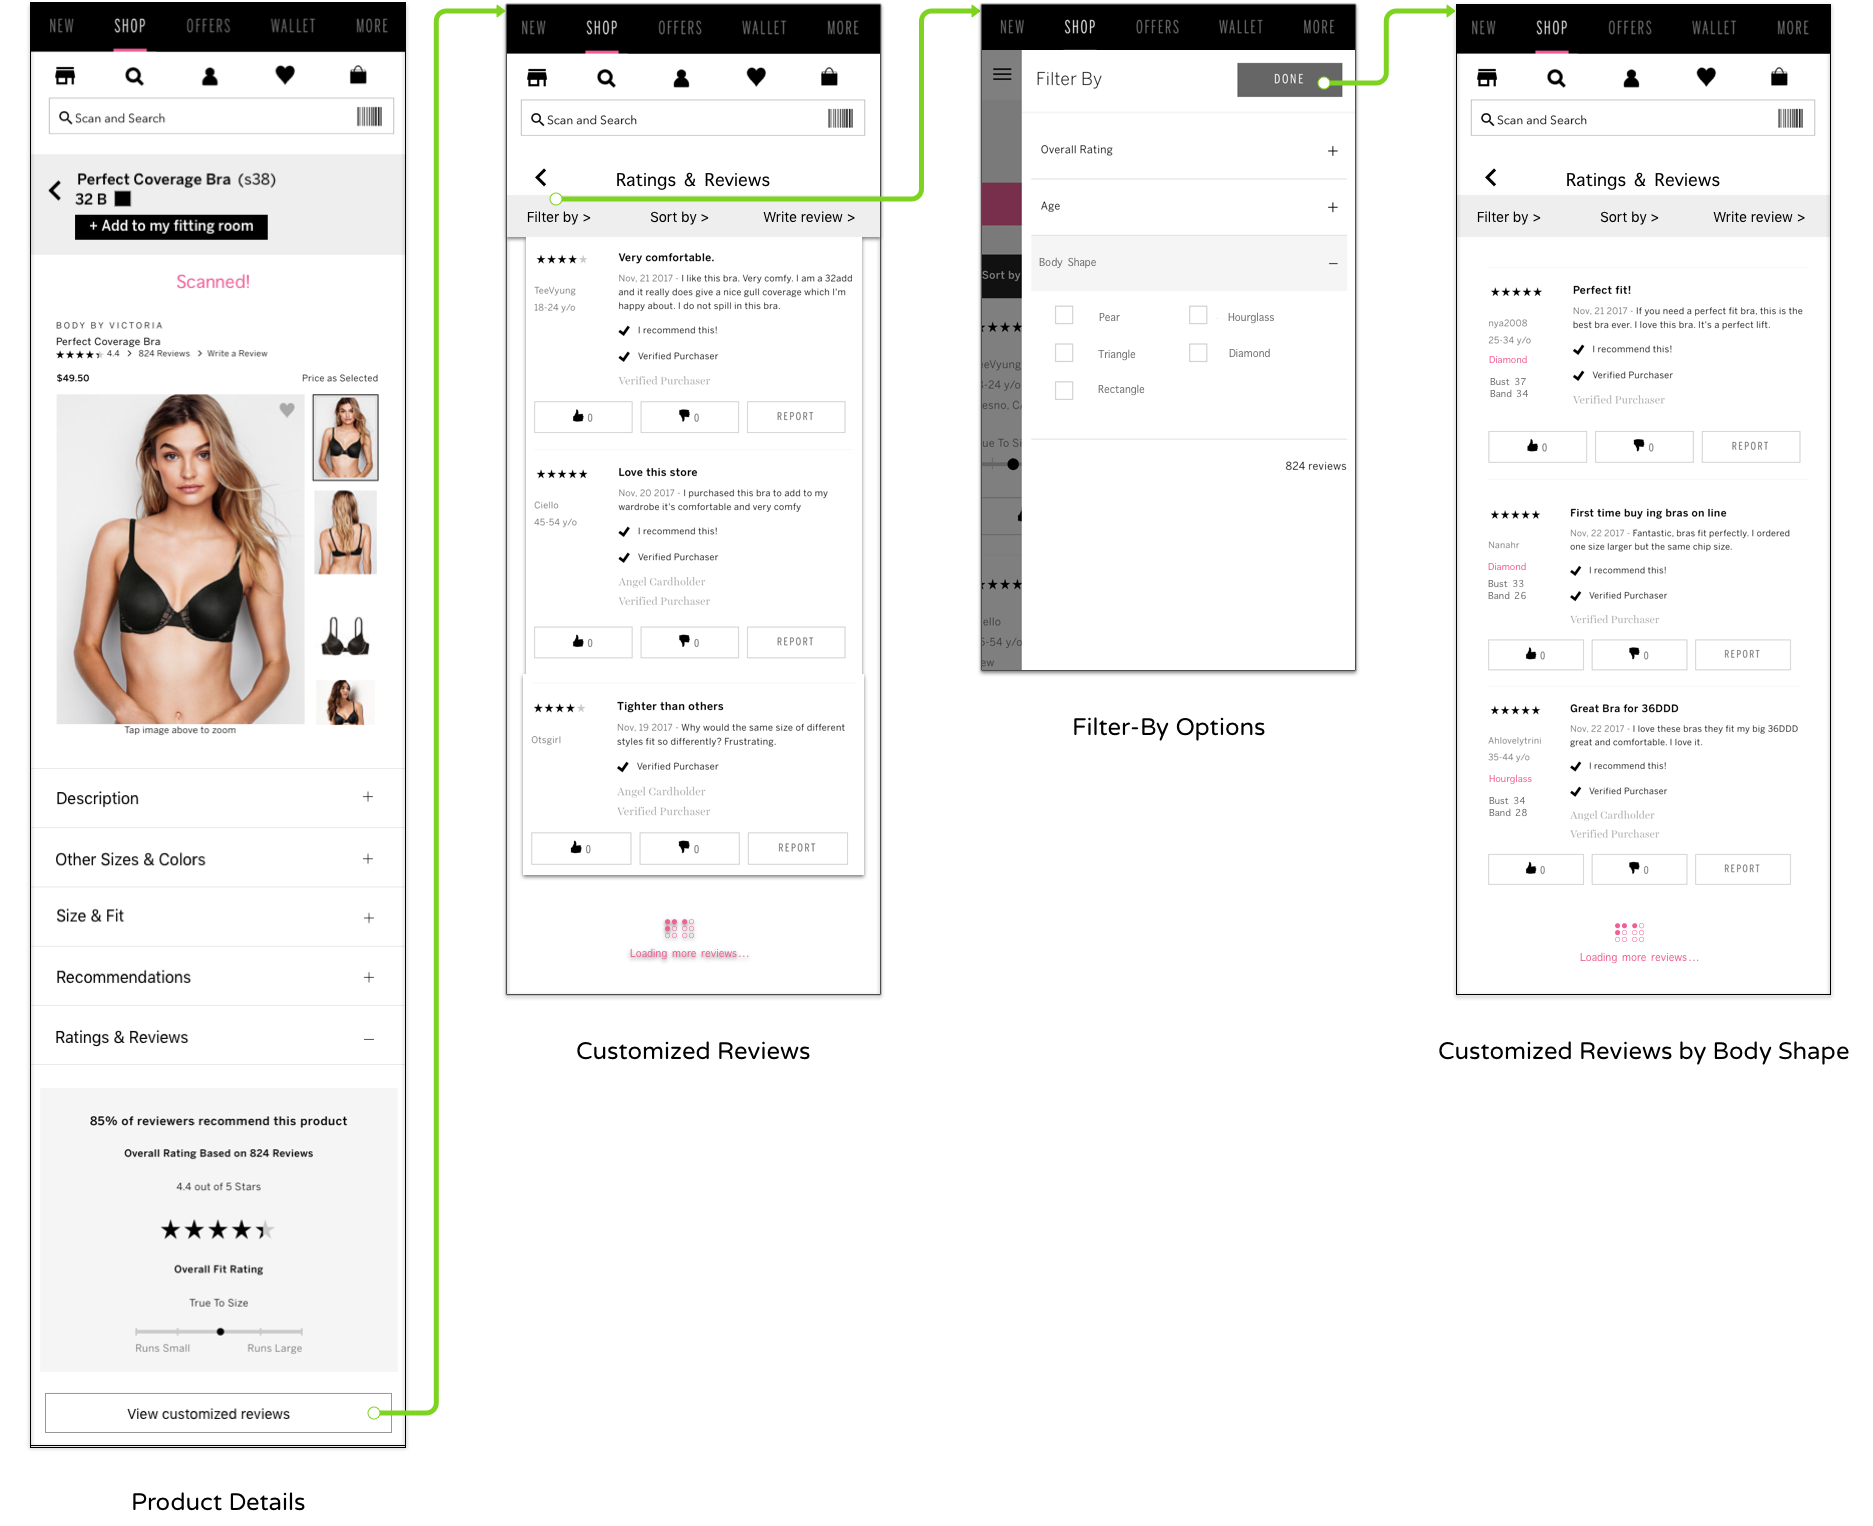 NEW SHOP OFFERS WALLET MORE
Scan and Search
Perfect Coverage Bra (s38)
32 B
+ Add to my fitting room
Scanned!
BODY BY VICTORIA
Perfect Coverage Bra
4.4 > 824 Reviews > Write a Review
$49.50 Price as Selected
Tap image above to zoom
Description +
Other Sizes & Colors +
Size & Fit +
Recommendations +
Ratings & Reviews –
85% of reviewers recommend this product
Overall Rating Based on 824 Reviews
4.4 out of 5 Stars
Overall Fit Rating
True To Size
Runs Small Runs Large
View customized reviews
Product Details
NEW SHOP OFFERS WALLET MORE
Scan and Search
Ratings & Reviews
Filter by > Sort by > Write review >
Very comfortable.
TeeVyung
18-24 y/o
Nov, 21 2017 - I like this bra. Very comfy. I am a 32add
and it really does give a nice gull coverage which I'm
happy about. I do not spill in this bra.
I recommend this!
Verified Purchaser
Verified Purchaser
0 0 REPORT
Love this store
Ciello
45-54 y/o
Nov, 20 2017 - I purchased this bra to add to my
wardrobe it's comfortable and very comfy
I recommend this!
Verified Purchaser
Angel Cardholder
Verified Purchaser
0 0 REPORT
Tighter than others
Otsgirl
Nov, 19 2017 - Why would the same size of different
styles fit so differently? Frustrating.
Verified Purchaser
Angel Cardholder
Verified Purchaser
0 0 REPORT
Loading more reviews...
Customized Reviews
NEW SHOP OFFERS WALLET MORE
Filter By DONE
Overall Rating +
Age +
Body Shape –
Pear Hourglass
Triangle Diamond
Rectangle
824 reviews
Sort by
eeVyung
-24 y/o
esno, C
ue To Si
ello
5-54 y/o
ew
Filter-By Options
NEW SHOP OFFERS WALLET MORE
Scan and Search
Ratings & Reviews
Filter by > Sort by > Write review >
Perfect fit!
nya2008
25-34 y/o
Diamond
Bust 37
Band 34
Nov, 21 2017 - If you need a perfect fit bra, this is the
best bra ever. I love this bra. It's a perfect lift.
I recommend this!
Verified Purchaser
Verified Purchaser
0 0 REPORT
First time buy ing bras on line
Nanahr
Diamond
Bust 33
Band 26
Nov, 22 2017 - Fantastic, bras fit perfectly. I ordered
one size larger but the same chip size.
I recommend this!
Verified Purchaser
Verified Purchaser
0 0 REPORT
Great Bra for 36DDD
Ahlovelytrini
35-44 y/o
Hourglass
Bust 34
Band 28
Nov, 22 2017 - I love these bras they fit my big 36DDD
great and comfortable. I love it.
I recommend this!
Verified Purchaser
Angel Cardholder
Verified Purchaser
0 0 REPORT
Loading more reviews...
Customized Reviews by Body Shape